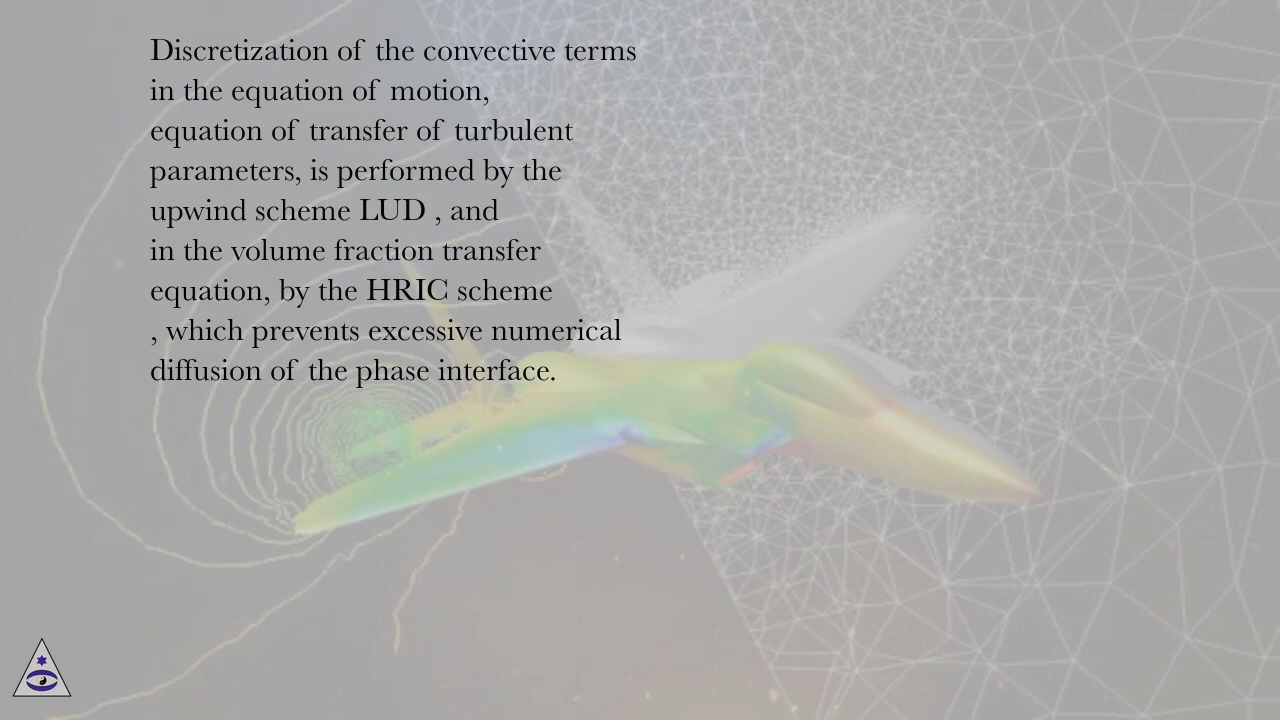 Discretization of the convective terms
in the equation of motion,
equation of transfer of turbulent
parameters, is performed by the
upwind scheme LUD , and
in the volume fraction transfer
equation, by the HRIC scheme
, which prevents excessive numerical
diffusion of the phase interface.